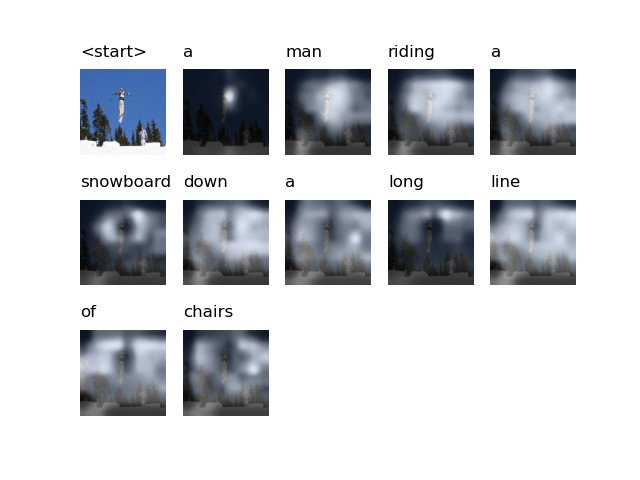 <start> a man riding a
snowboard down a long line
of chairs